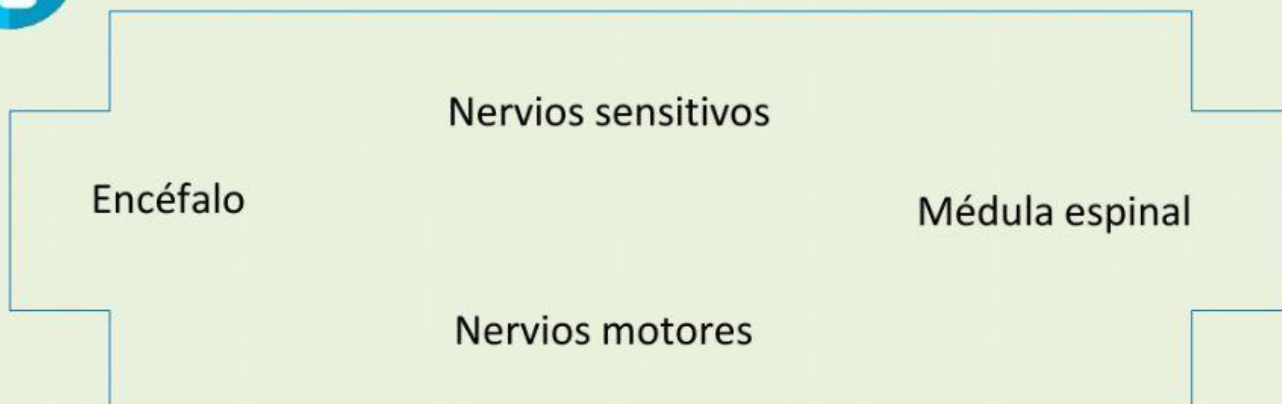 Nervios sensitivos
Encéfalo
Médula espinal
Nervios motores